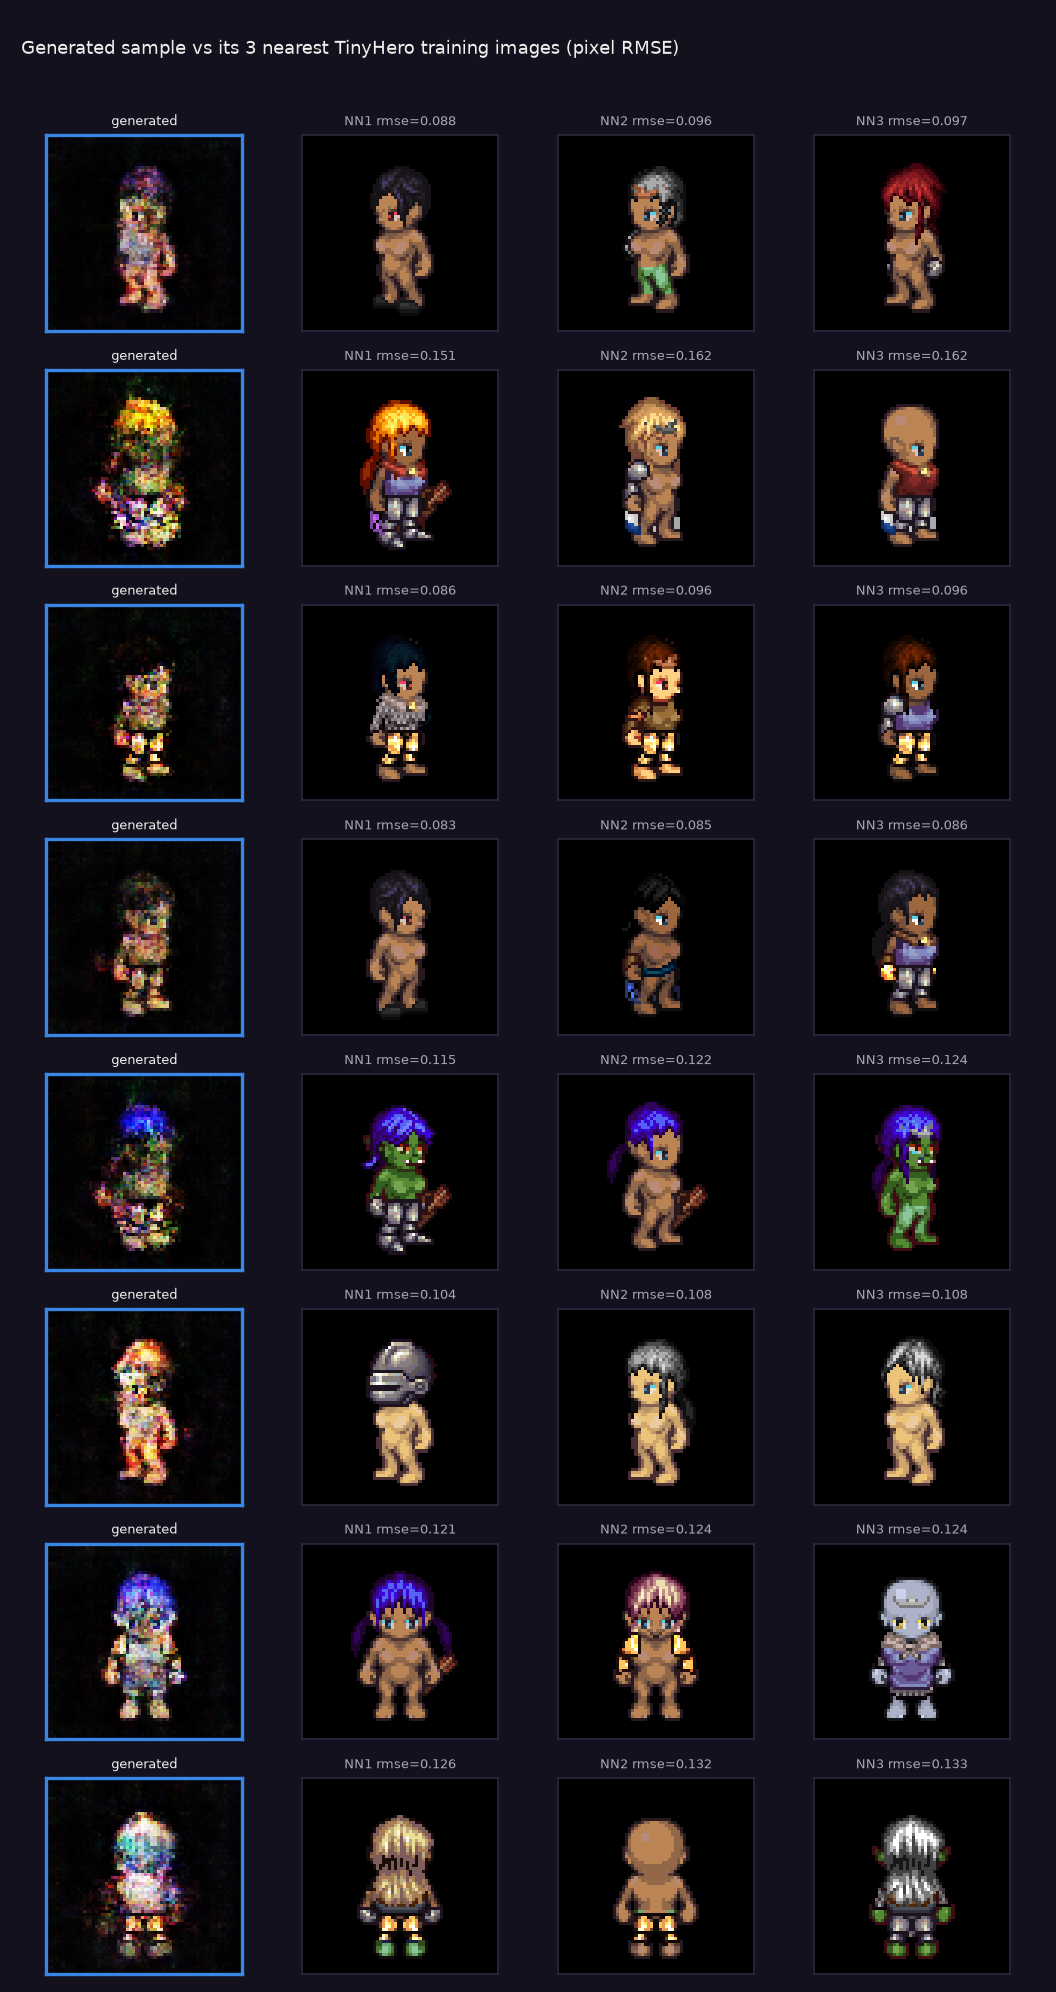 Generated sample vs its 3 nearest TinyHero training images (pixel RMSE)
generated NN1 rmse=0.088 NN2 rmse=0.096 NN3 rmse=0.097
generated NN1 rmse=0.151 NN2 rmse=0.162 NN3 rmse=0.162
generated NN1 rmse=0.086 NN2 rmse=0.096 NN3 rmse=0.096
generated NN1 rmse=0.083 NN2 rmse=0.085 NN3 rmse=0.086
generated NN1 rmse=0.115 NN2 rmse=0.122 NN3 rmse=0.124
generated NN1 rmse=0.104 NN2 rmse=0.108 NN3 rmse=0.108
generated NN1 rmse=0.121 NN2 rmse=0.124 NN3 rmse=0.124
generated NN1 rmse=0.126 NN2 rmse=0.132 NN3 rmse=0.133